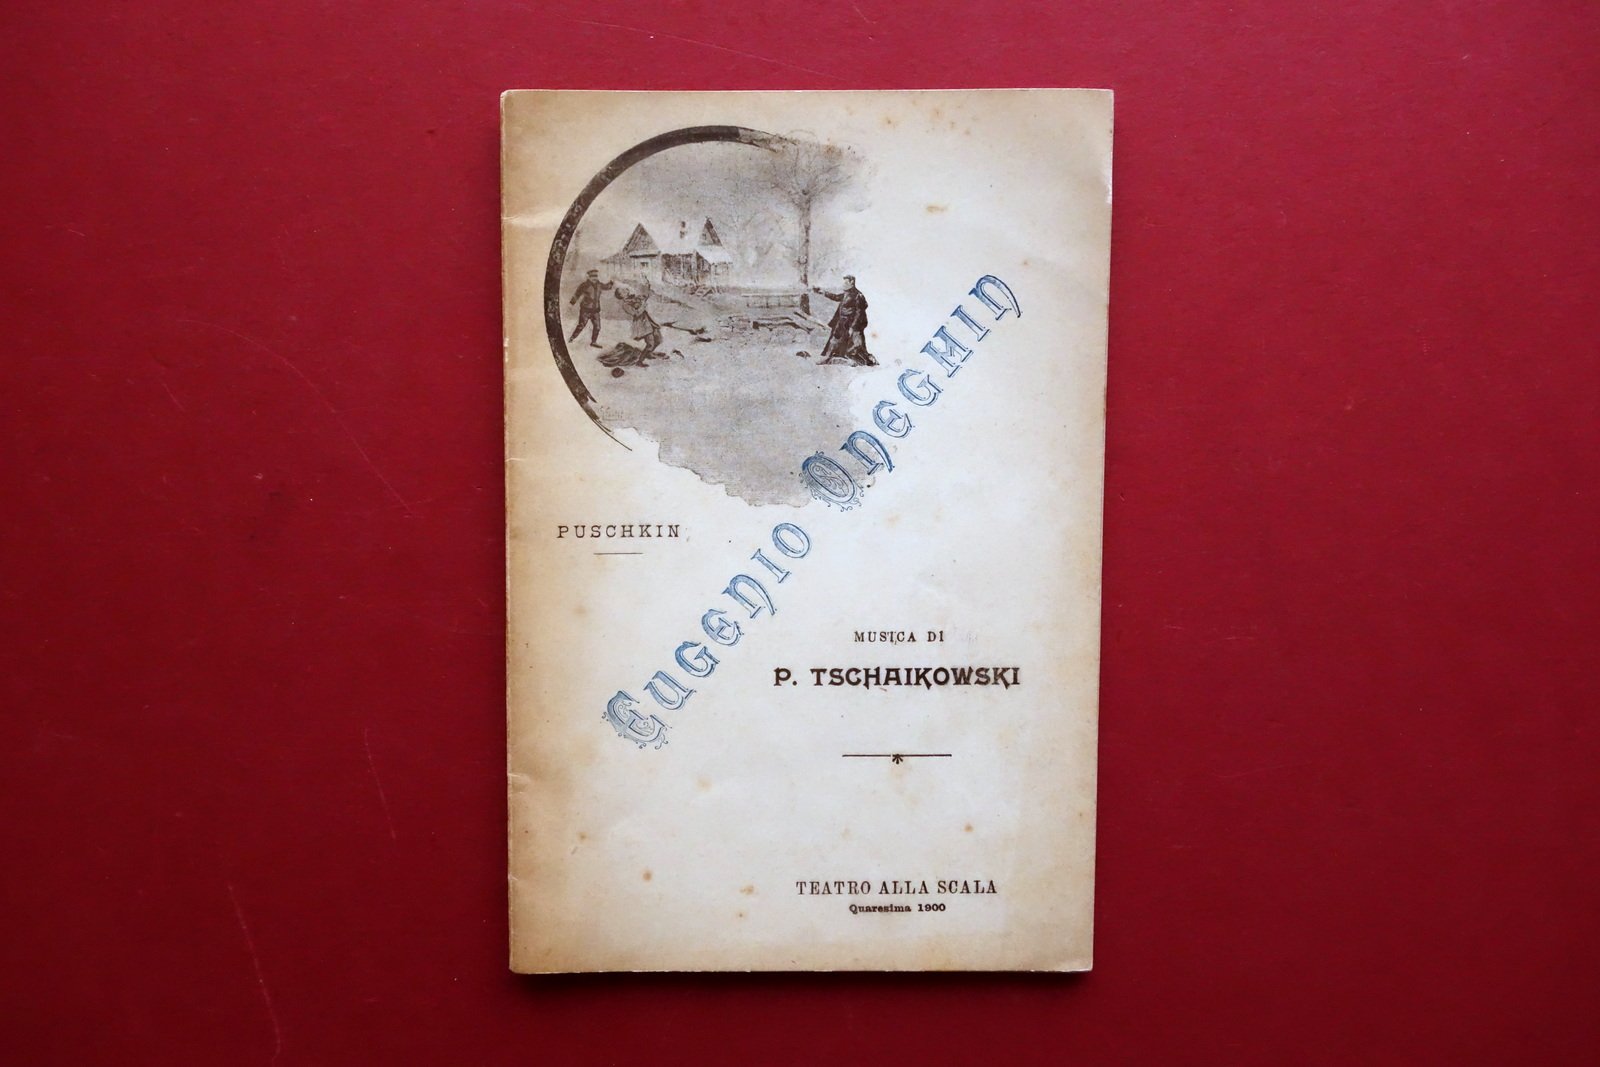 EUGENIO ONEGHIN
PUSCHKIN
MUSICA DI
P. TSCHAIKOWSKI
TEATRO ALLA SCALA
Quaresima 1900